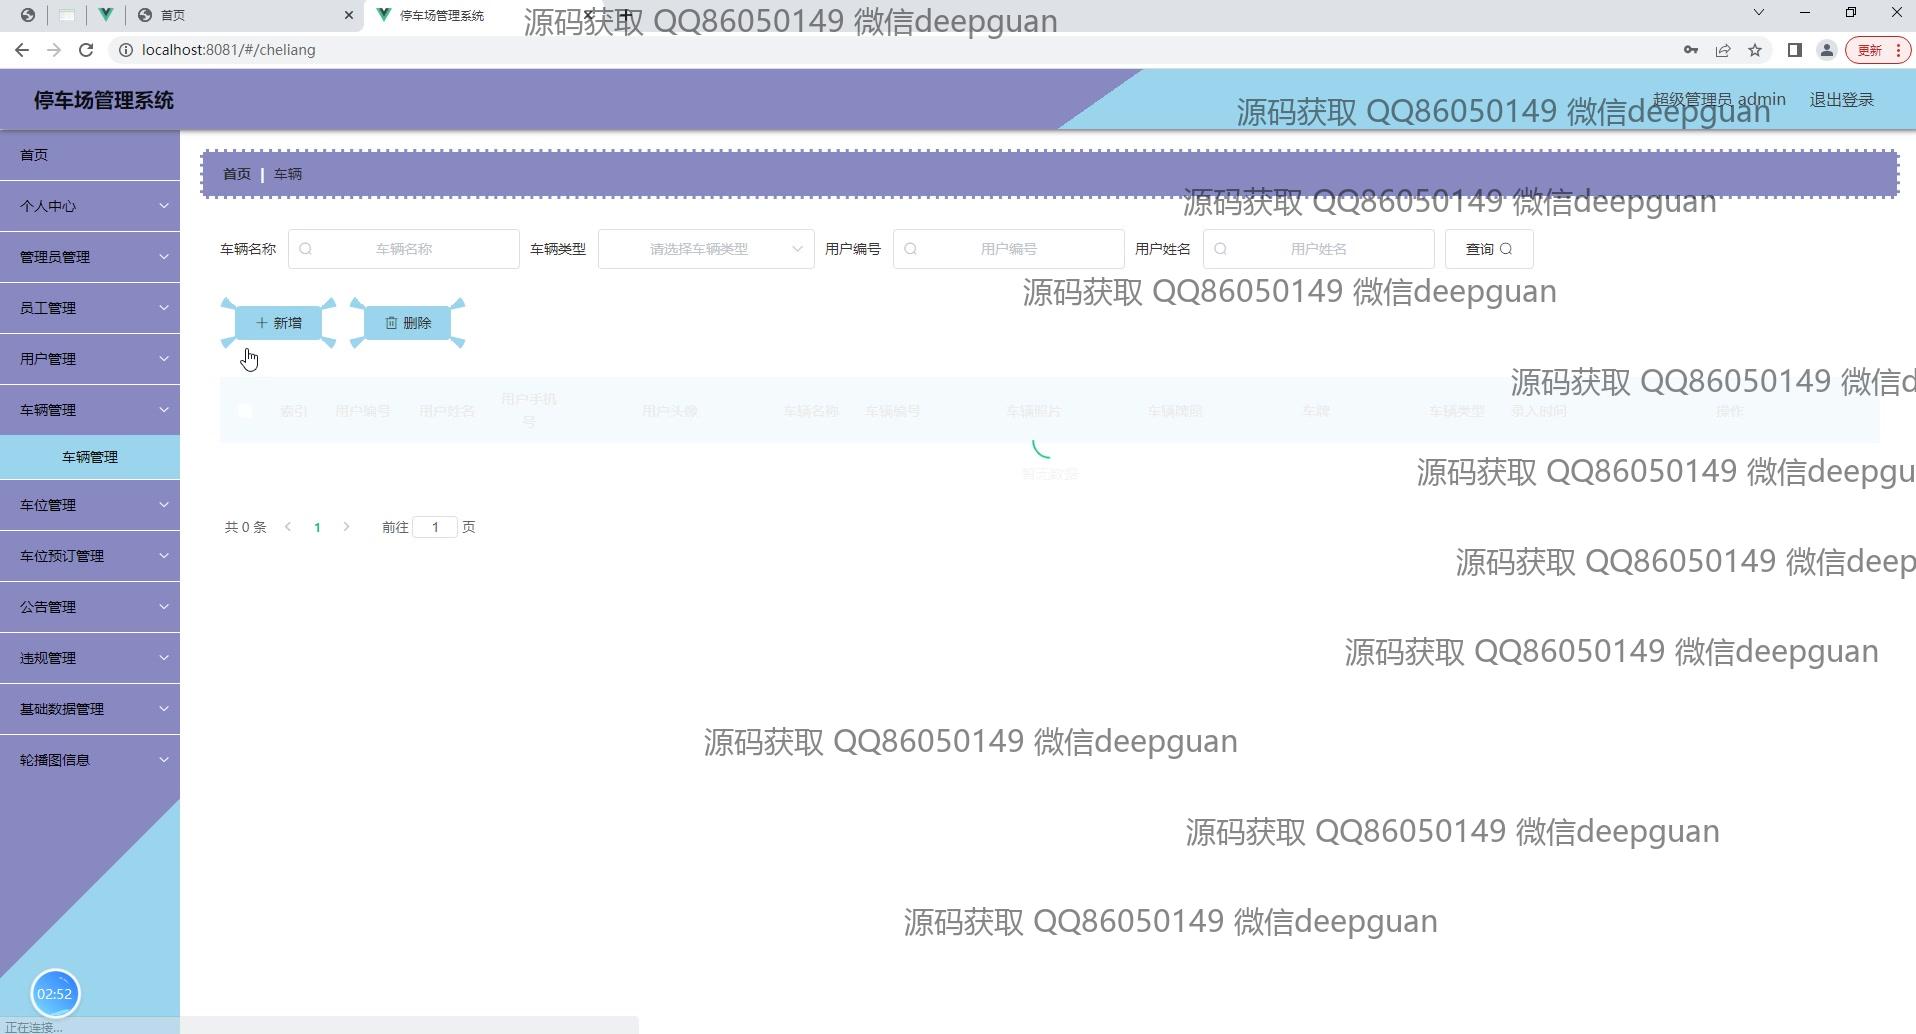 首页
停车场管理系统
源码获取 QQ86050149 微信deepguan
localhost:8081/#/cheliang
更新
停车场管理系统
超级管理员 admin
退出登录
源码获取 QQ86050149 微信deepguan
首页
个人中心
管理员管理
员工管理
用户管理
车辆管理
车辆管理
车位管理
车位预订管理
公告管理
违规管理
基础数据管理
轮播图信息
首页 | 车辆
源码获取 QQ86050149 微信deepguan
车辆名称 车辆名称 车辆类型 请选择车辆类型 用户编号 用户编号 用户姓名 用户姓名 查询
源码获取 QQ86050149 微信deepguan
新增 删除
源码获取 QQ86050149 微信d
索引 用户编号 用户姓名 用户手机号 用户头像 车辆名称 车辆编号 车辆照片 车辆牌照 车牌 车辆类型 录入时间 操作
暂无数据
源码获取 QQ86050149 微信deepgu
共 0 条 1 前往 1 页
源码获取 QQ86050149 微信deep
源码获取 QQ86050149 微信deepguan
源码获取 QQ86050149 微信deepguan
源码获取 QQ86050149 微信deepguan
源码获取 QQ86050149 微信deepguan
02:52
正在连接...